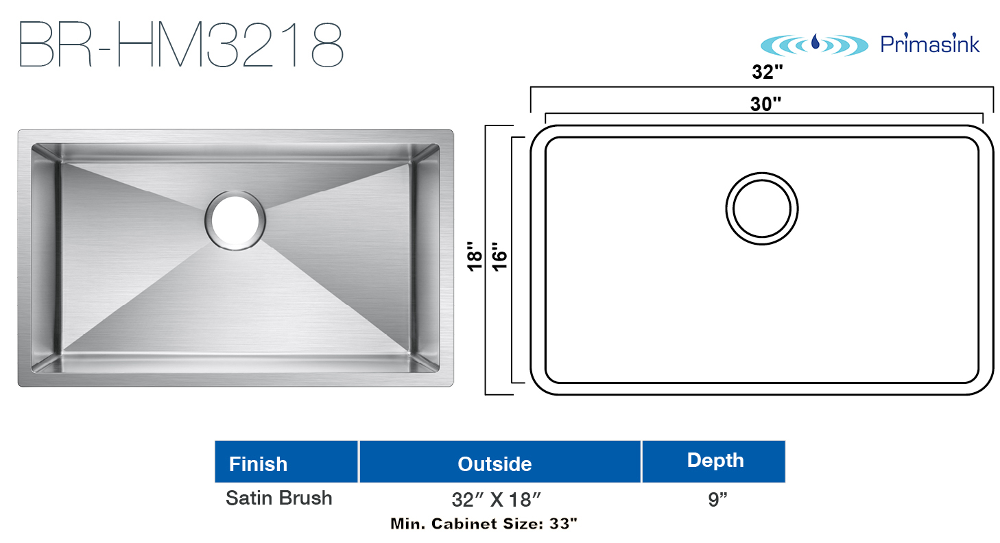 BR-HM3218
Primasink
32"
30"
18"
16"
Finish Outside Depth
Satin Brush 32″ X 18″ 9”
Min. Cabinet Size: 33"